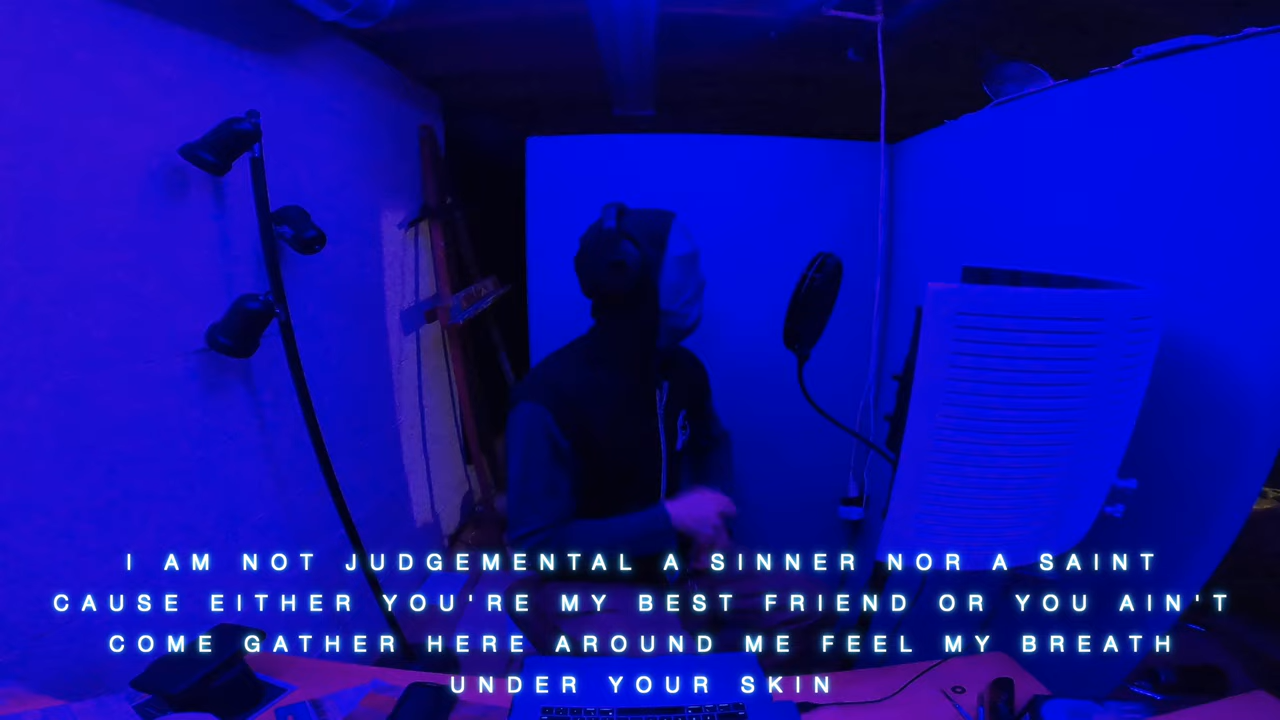 I AM NOT JUDGEMENTAL A SINNER NOR A SAINT
CAUSE EITHER YOU'RE MY BEST FRIEND OR YOU AIN'T
COME GATHER HERE AROUND ME FEEL MY BREATH
UNDER YOUR SKIN